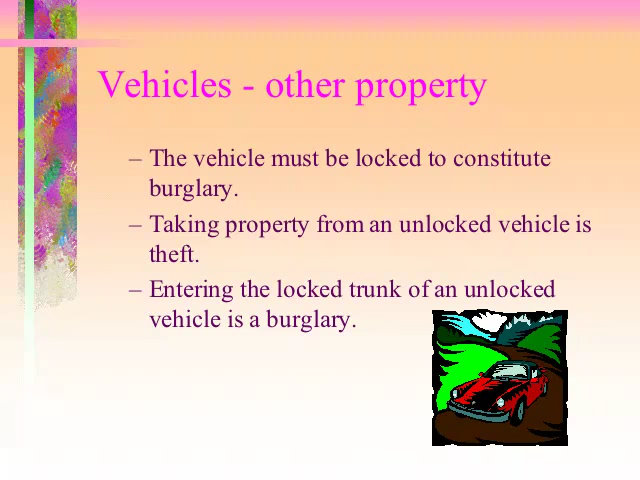 Vehicles - other property
– The vehicle must be locked to constitute
burglary.
– Taking property from an unlocked vehicle is
theft.
– Entering the locked trunk of an unlocked
vehicle is a burglary.